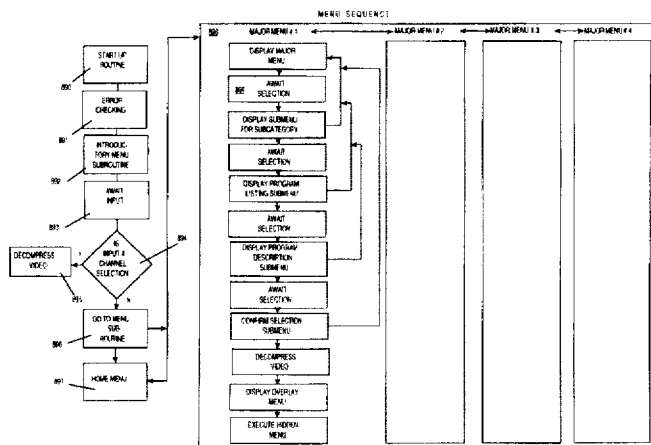 MENU SEQUENCE
START UP
ROUTINE
890
ERROR
CHECKING
891
INTRODUC-
TORY MENU
SUBROUTINE
892
AWAIT
INPUT
893
IS
INPUT A
CHANNEL
SELECTION
894
Y
DECOMPRESS
VIDEO
895
N
GO TO MENU
SUB
ROUTINE
896
HOME MENU
897
MAJOR MENU # 1
MAJOR MENU #2
MAJOR MENU # 3
MAJOR MENU # 4
DISPLAY MAJOR
MENU
AWAIT
SELECTION
DISPLAY SUBMENU
FOR SUBCATEGORY
AWAIT
SELECTION
DISPLAY PROGRAM
LISTING SUBMENU
AWAIT
SELECTION
DISPLAY PROGRAM
DESCRIPTION
SUBMENU
AWAIT
SELECTION
CONFIRM SELECTION
SUBMENU
DECOMPRESS
VIDEO
DISPLAY OVERLAY
MENU
EXECUTE HIDDEN
MENU